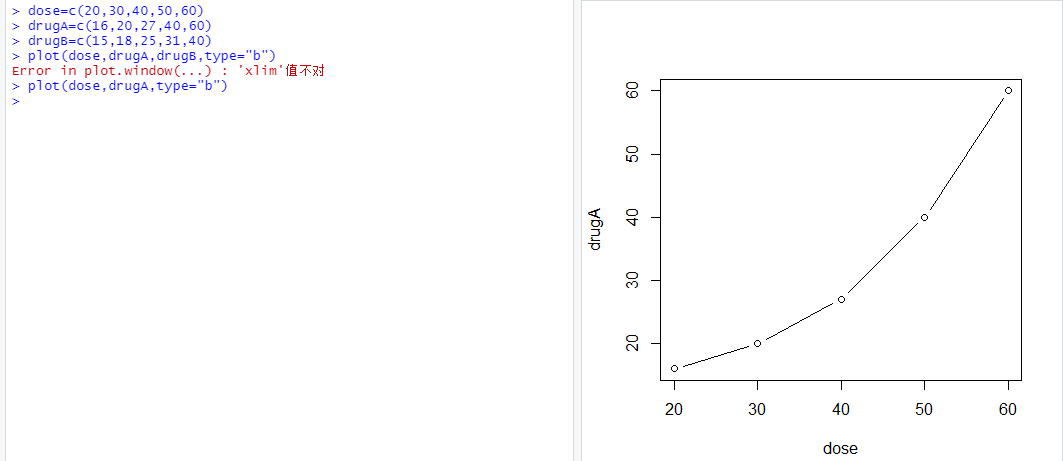 > dose=c(20,30,40,50,60)
> drugA=c(16,20,27,40,60)
> drugB=c(15,18,25,31,40)
> plot(dose,drugA,drugB,type="b")
Error in plot.window(...) : 'xlim'值不对
> plot(dose,drugA,type="b")
>
60
50
40
30
20
drugA
20 30 40 50 60
dose